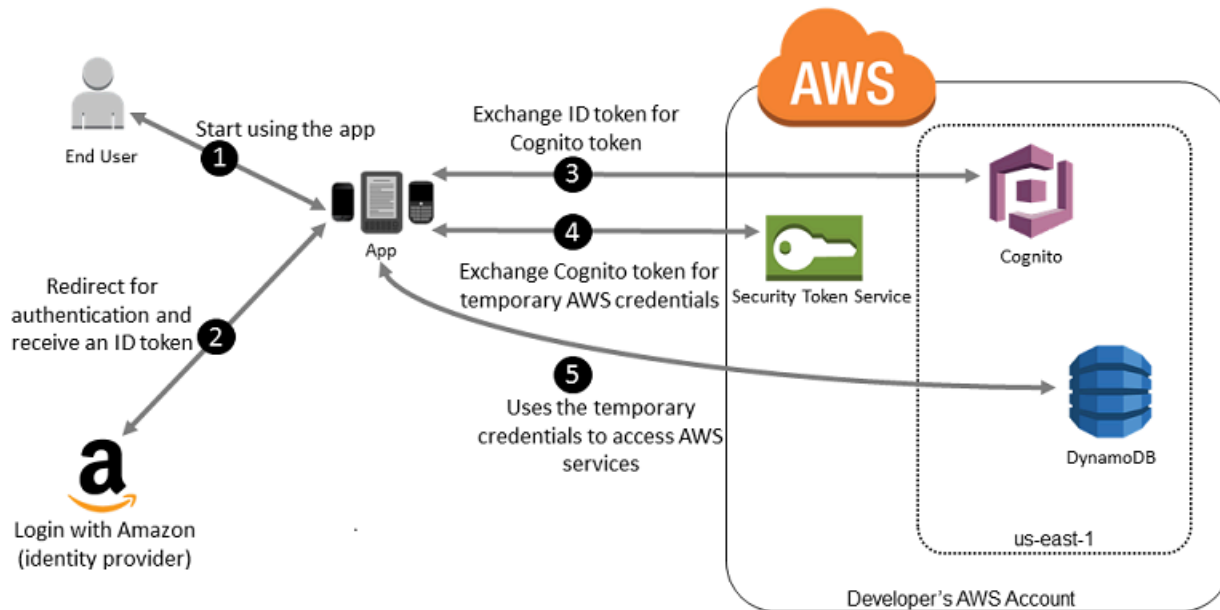 AWS
Start using the app
1
End User
Exchange ID token for
Cognito token
3
4
App
Exchange Cognito token for
temporary AWS credentials
Security Token Service
Cognito
Redirect for
authentication and
receive an ID token
2
5
Uses the temporary
credentials to access AWS
services
DynamoDB
a
Login with Amazon
(identity provider)
us-east-1
Developer's AWS Account